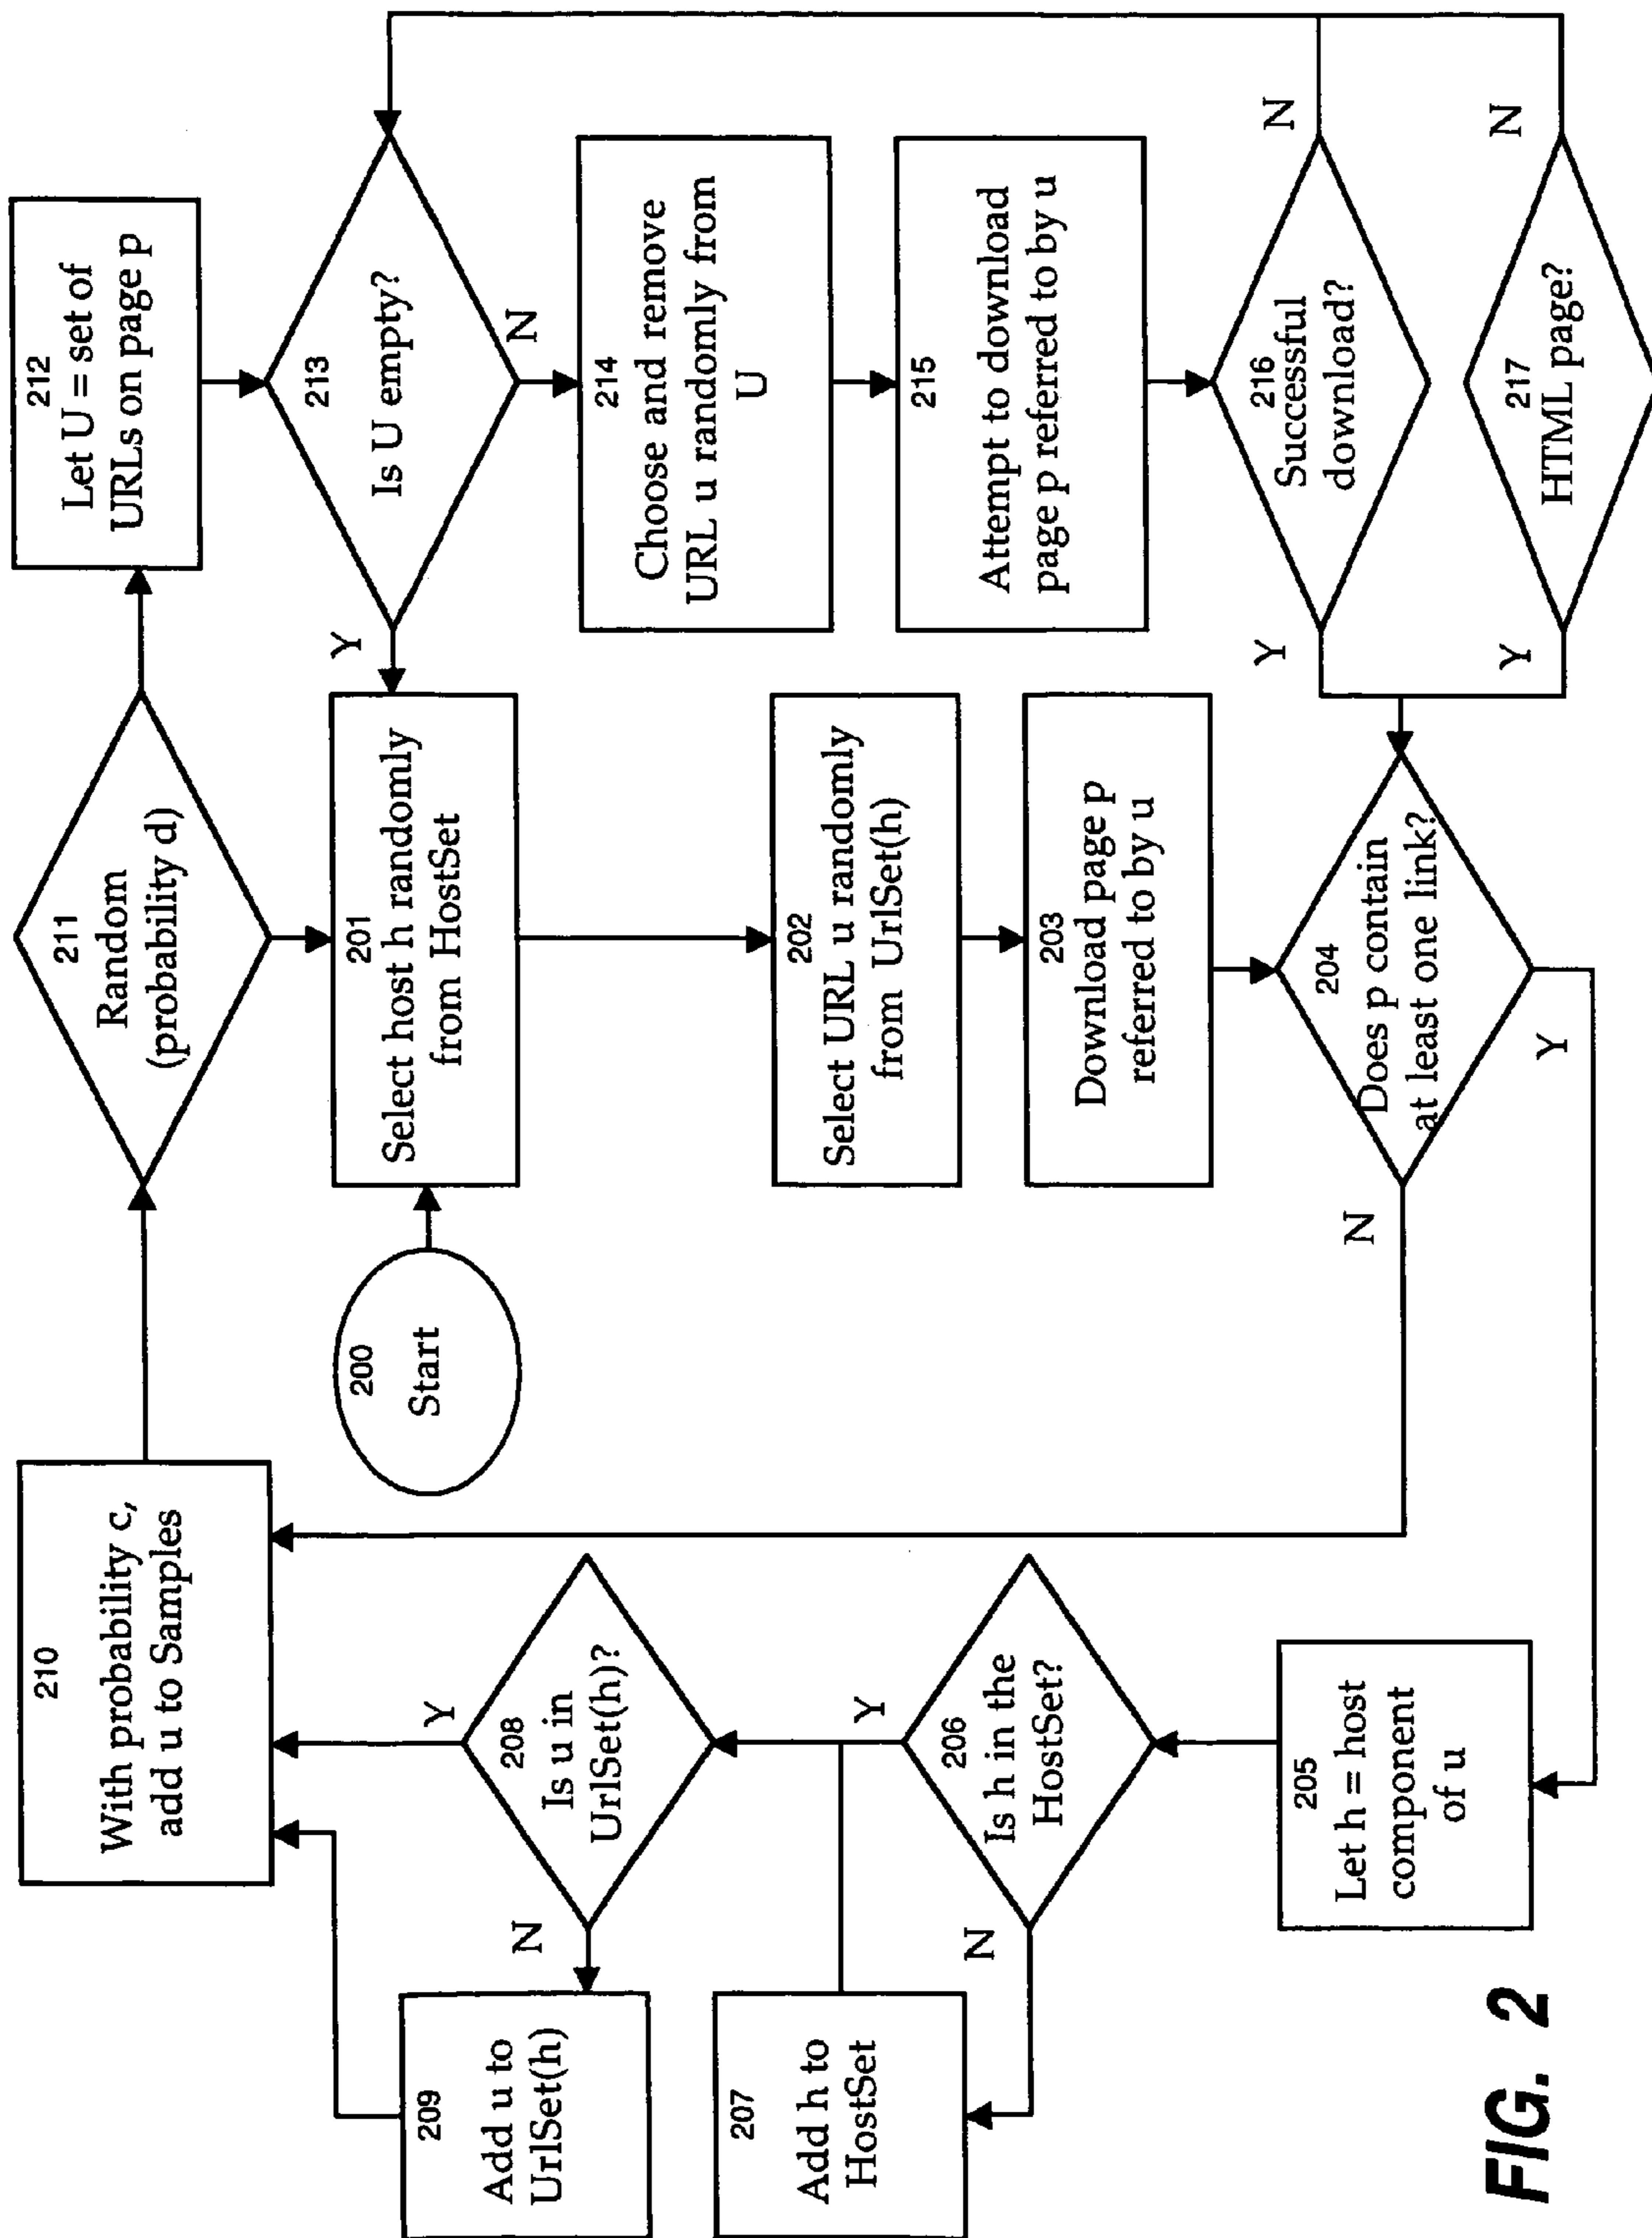 200
Start
201
Select host h randomly
from HostSet
202
Select URL u randomly
from UrlSet(h)
203
Download page p
referred to by u
204
Does p contain
at least one link?
N
Y
205
Let h = host
component
of u
206
Is h in the
HostSet?
N
Y
207
Add h to
HostSet
208
Is u in
UrlSet(h)?
N
Y
209
Add u to
UrlSet(h)
210
With probability c,
add u to Samples
211
Random
(probability d)
212
Let U = set of
URLs on page p
213
Is U empty?
Y
N
214
Choose and remove
URL u randomly from
U
215
Attempt to download
page p referred to by u
216
Successful
download?
Y
N
217
HTML page?
Y
N
FIG. 2